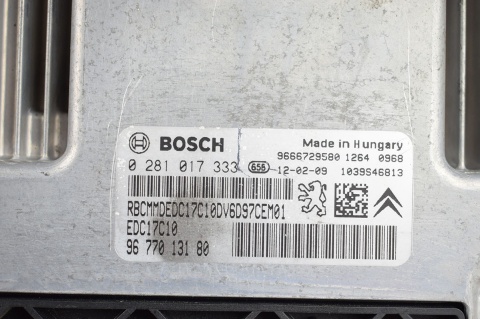 BOSCH
Made in Hungary
9666729580 1264 0968
0 281 017 333 656 12-02-09 1039S46813
RBCMMDEDC17C10DV6D97CEM01
EDC17C10
96 770 131 80